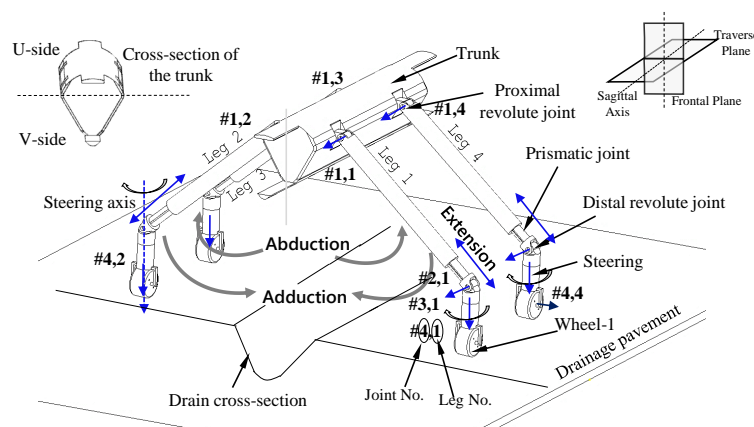 U-side
Cross-section of
the trunk
V-side
Trunk
Traverse
Plane
Sagittal
Axis
Frontal Plane
#1,3
#1,2
#1,4
Proximal
revolute joint
Leg 2
Leg 3
Leg 4
Leg 1
#1,1
Prismatic joint
Distal revolute joint
Steering axis
Abduction
Extension
Adduction
#2,1
#3,1
#4,2
#4,1
Steering
#4,4
Wheel-1
Drain cross-section
Joint No.
Leg No.
Drainage pavement